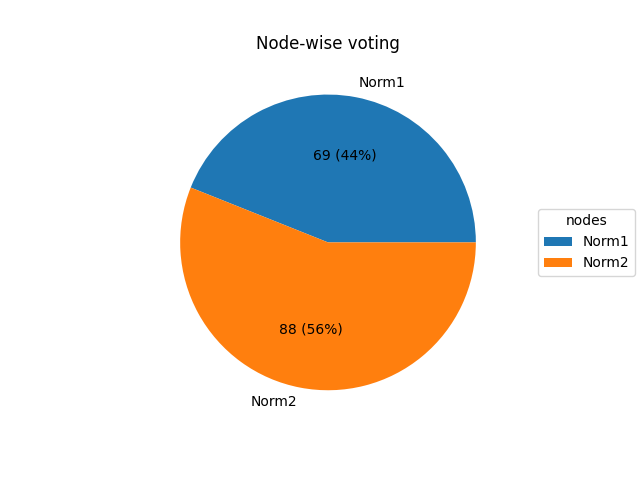 Node-wise voting
Norm1
69 (44%)
nodes
Norm1
Norm2
88 (56%)
Norm2